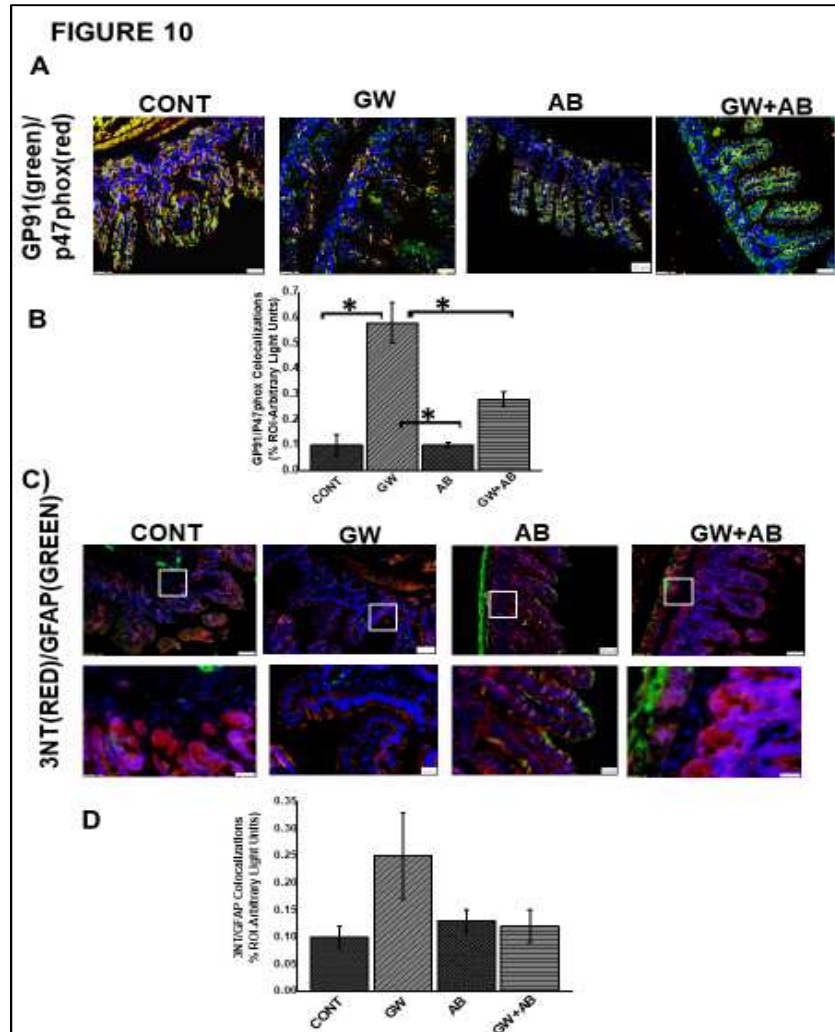 FIGURE 10
A
CONT
GW
AB
GW+AB
GP91(green)/
p47phox(red)
B
GP91/P47phox Colocalizations
(% ROI-Arbitrary Light Units)
0.7
0.6
0.5
0.4
0.3
0.2
0.1
0.0
*
*
*
CONT
GW
AB
GW+AB
C)
CONT
GW
AB
GW+AB
3NT(RED)/GFAP(GREEN)
D
3NT/GFAP Colocalizations
% ROI-Arbitrary Light Units)
0.35
0.30
0.25
0.20
0.15
0.10
0.05
0.00
CONT
GW
AB
GW+AB